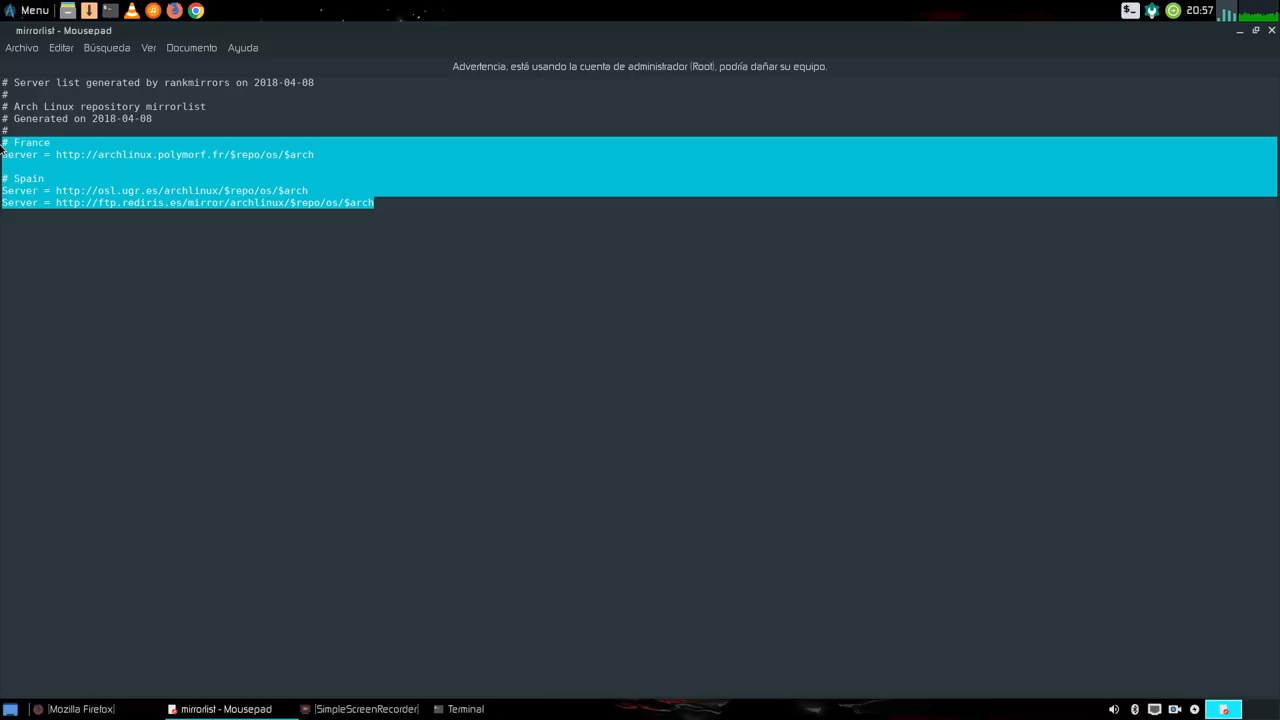 Menu
20:57
mirrorlist - Mousepad
Archivo Editar Búsqueda Ver Documento Ayuda
Advertencia, está usando la cuenta de administrador (Root), podría dañar su equipo.
# Server list generated by rankmirrors on 2018-04-08
#
# Arch Linux repository mirrorlist
# Generated on 2018-04-08
#
# France
Server = http://archlinux.polymorf.fr/$repo/os/$arch
# Spain
Server = http://osl.ugr.es/archlinux/$repo/os/$arch
Server = http://ftp.rediris.es/mirror/archlinux/$repo/os/$arch
[Mozilla Firefox] mirrorlist - Mousepad [SimpleScreenRecorder] Terminal